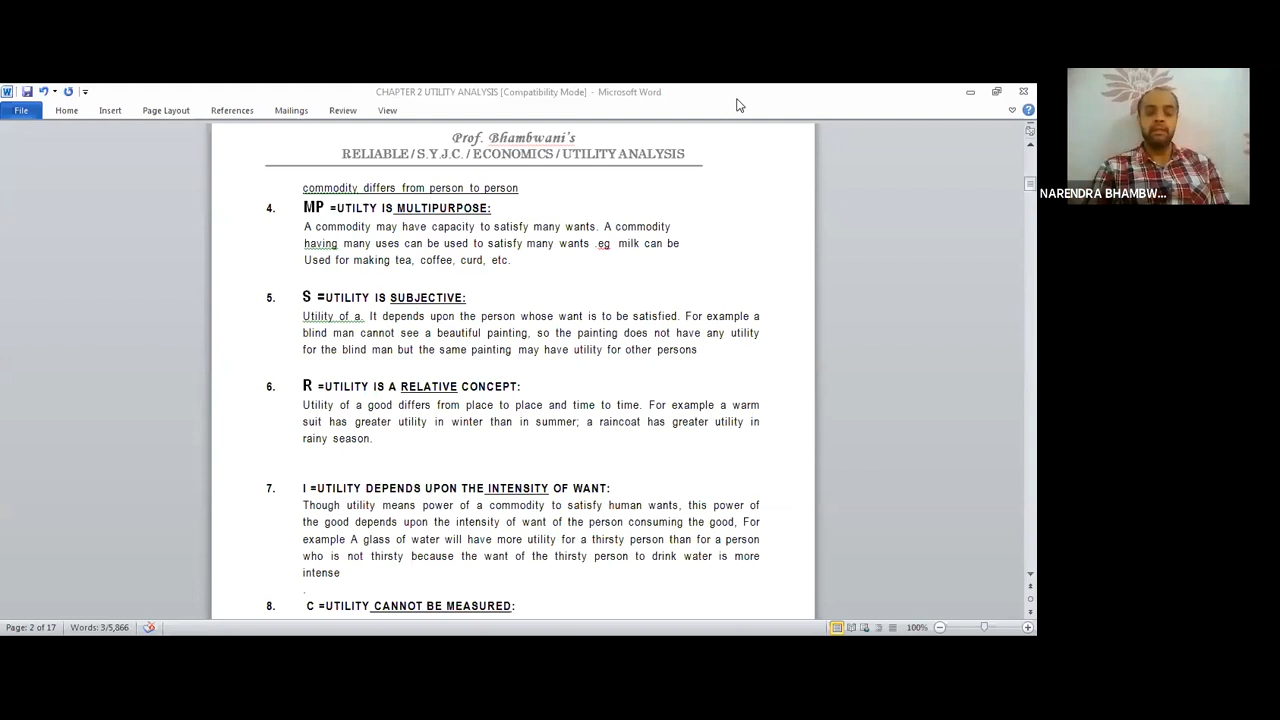 CHAPTER 2 UTILITY ANALYSIS [Compatibility Mode] - Microsoft Word
File Home Insert Page Layout References Mailings Review View
Prof. Bhambwani's
RELIABLE / S.Y.J.C. / ECONOMICS / UTILITY ANALYSIS
commodity differs from person to person
4. MP =UTILTY IS MULTIPURPOSE:
A commodity may have capacity to satisfy many wants. A commodity
having many uses can be used to satisfy many wants .eg milk can be
Used for making tea, coffee, curd, etc.
5. S =UTILITY IS SUBJECTIVE:
Utility of a. It depends upon the person whose want is to be satisfied. For example a
blind man cannot see a beautiful painting, so the painting does not have any utility
for the blind man but the same painting may have utility for other persons
6. R =UTILITY IS A RELATIVE CONCEPT:
Utility of a good differs from place to place and time to time. For example a warm
suit has greater utility in winter than in summer; a raincoat has greater utility in
rainy season.
7. I =UTILITY DEPENDS UPON THE INTENSITY OF WANT:
Though utility means power of a commodity to satisfy human wants, this power of
the good depends upon the intensity of want of the person consuming the good, For
example A glass of water will have more utility for a thirsty person than for a person
who is not thirsty because the want of the thirsty person to drink water is more
intense
.
8. C =UTILITY CANNOT BE MEASURED:
Page: 2 of 17 Words: 3/5,866 100%
NARENDRA BHAMBW...